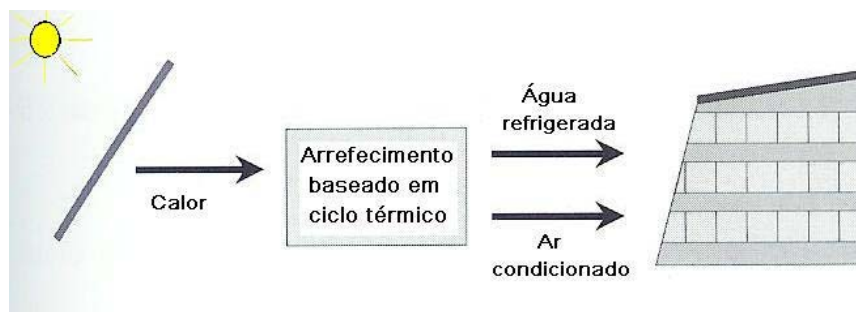 Calor
Arrefecimento
baseado em
ciclo térmico
Água
refrigerada
Ar
condicionado